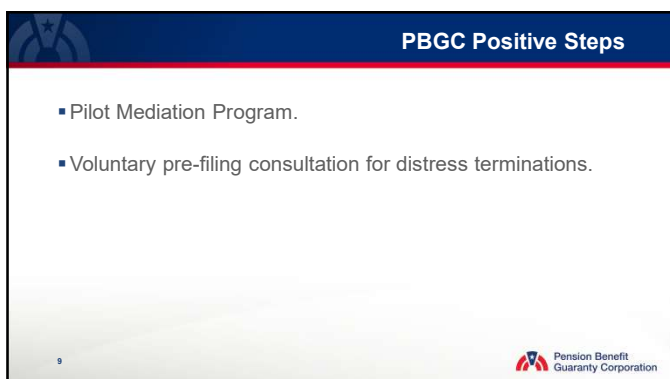 PBGC Positive Steps
▪Pilot Mediation Program.
▪Voluntary pre-filing consultation for distress terminations.
9
Pension Benefit
Guaranty Corporation